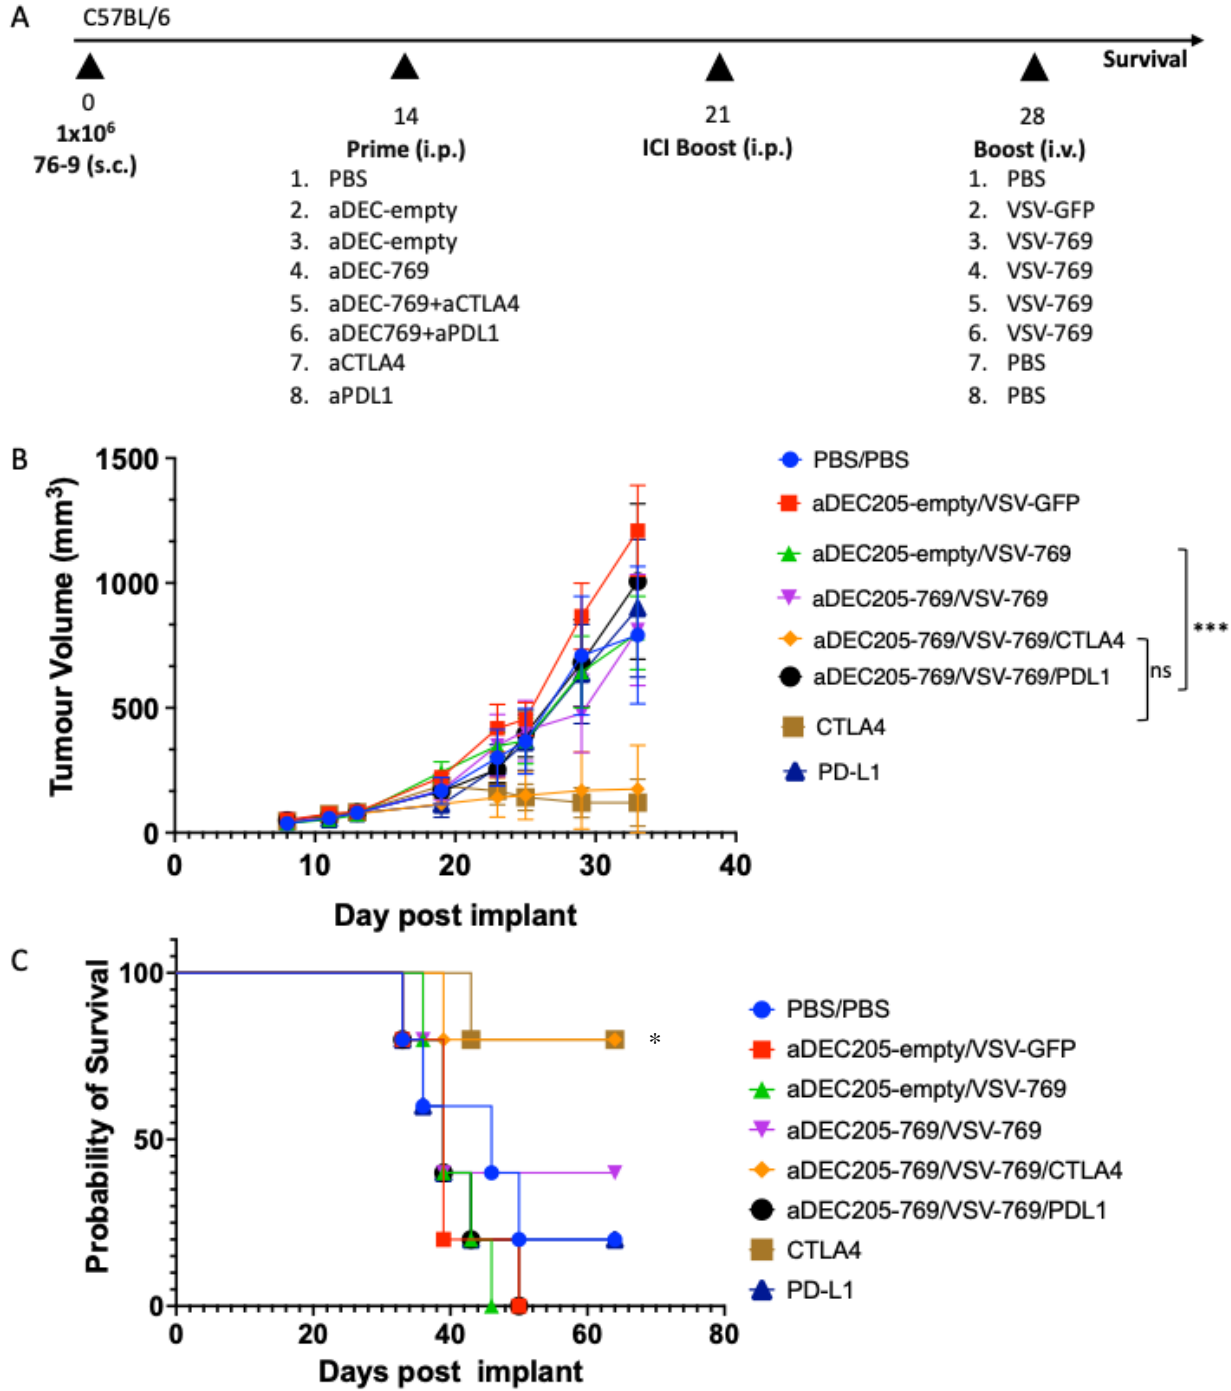 A
C57BL/6
Survival
0
1x10⁶
76-9 (s.c.)
14
Prime (i.p.)
1. PBS
2. aDEC-empty
3. aDEC-empty
4. aDEC-769
5. aDEC-769+aCTLA4
6. aDEC769+aPDL1
7. aCTLA4
8. aPDL1
21
ICI Boost (i.p.)
28
Boost (i.v.)
1. PBS
2. VSV-GFP
3. VSV-769
4. VSV-769
5. VSV-769
6. VSV-769
7. PBS
8. PBS
B
Tumour Volume (mm³)
1500
1000
500
0
0 10 20 30 40
Day post implant
PBS/PBS
aDEC205-empty/VSV-GFP
aDEC205-empty/VSV-769
aDEC205-769/VSV-769
aDEC205-769/VSV-769/CTLA4
aDEC205-769/VSV-769/PDL1
CTLA4
PD-L1
ns
***
C
Probability of Survival
100
50
0
0 20 40 60 80
Days post implant
*
PBS/PBS
aDEC205-empty/VSV-GFP
aDEC205-empty/VSV-769
aDEC205-769/VSV-769
aDEC205-769/VSV-769/CTLA4
aDEC205-769/VSV-769/PDL1
CTLA4
PD-L1